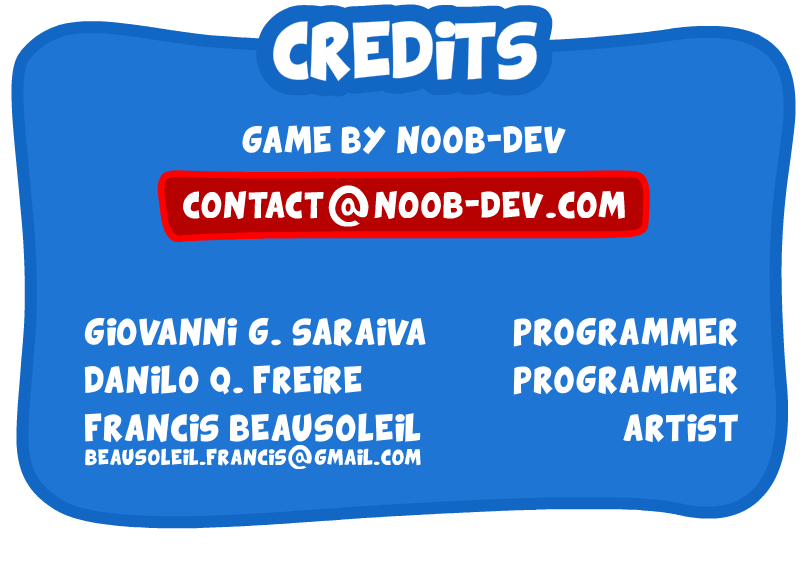 CREDiTS
GAME BY NOOB-DEV
CONTACT@NOOB-DEV.COM
GiOVANNi G. SARAiVA PROGRAMMER
DANiLO Q. FREiRE PROGRAMMER
FRANCiS BEAUSOLEiL ARTiST
BEAUSOLEiL.FRANCiS@GMAiL.COM